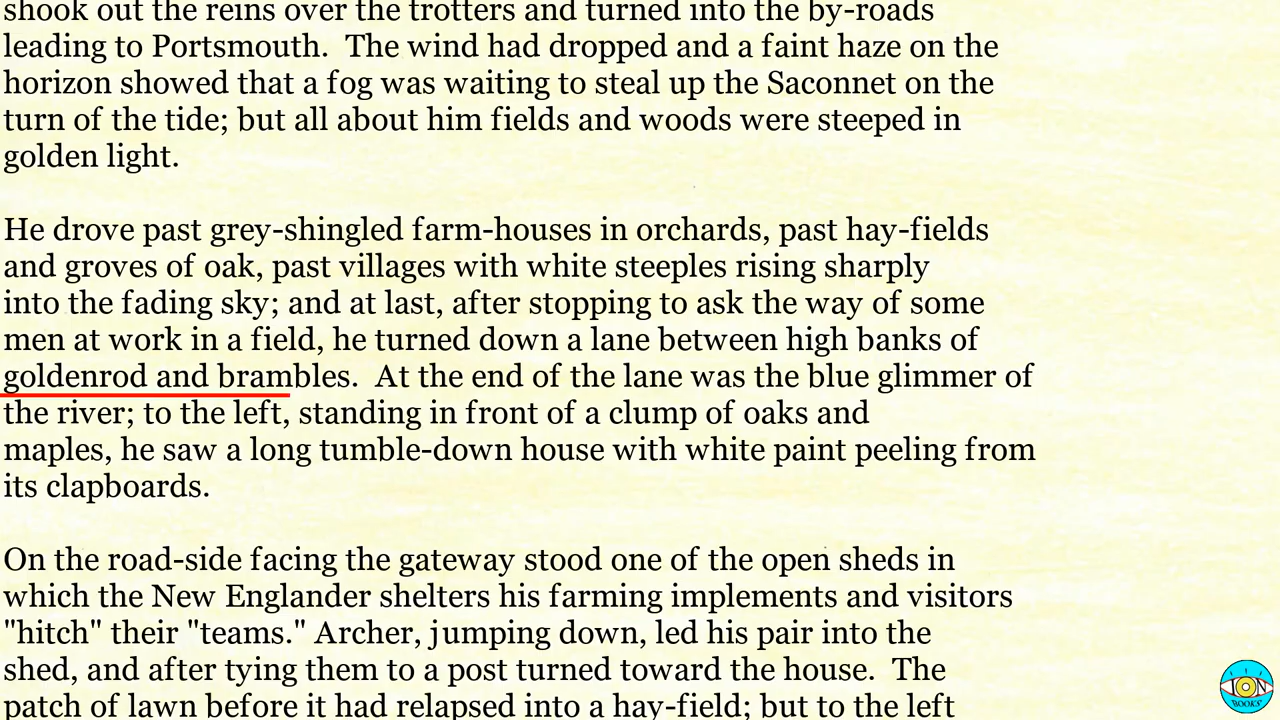 shook out the reins over the trotters and turned into the by-roads
leading to Portsmouth.  The wind had dropped and a faint haze on the
horizon showed that a fog was waiting to steal up the Saconnet on the
turn of the tide; but all about him fields and woods were steeped in
golden light.

He drove past grey-shingled farm-houses in orchards, past hay-fields
and groves of oak, past villages with white steeples rising sharply
into the fading sky; and at last, after stopping to ask the way of some
men at work in a field, he turned down a lane between high banks of
goldenrod and brambles.  At the end of the lane was the blue glimmer of
the river; to the left, standing in front of a clump of oaks and
maples, he saw a long tumble-down house with white paint peeling from
its clapboards.

On the road-side facing the gateway stood one of the open sheds in
which the New Englander shelters his farming implements and visitors
"hitch" their "teams." Archer, jumping down, led his pair into the
shed, and after tying them to a post turned toward the house.  The
patch of lawn before it had relapsed into a hay-field; but to the left
ION
BOOKS